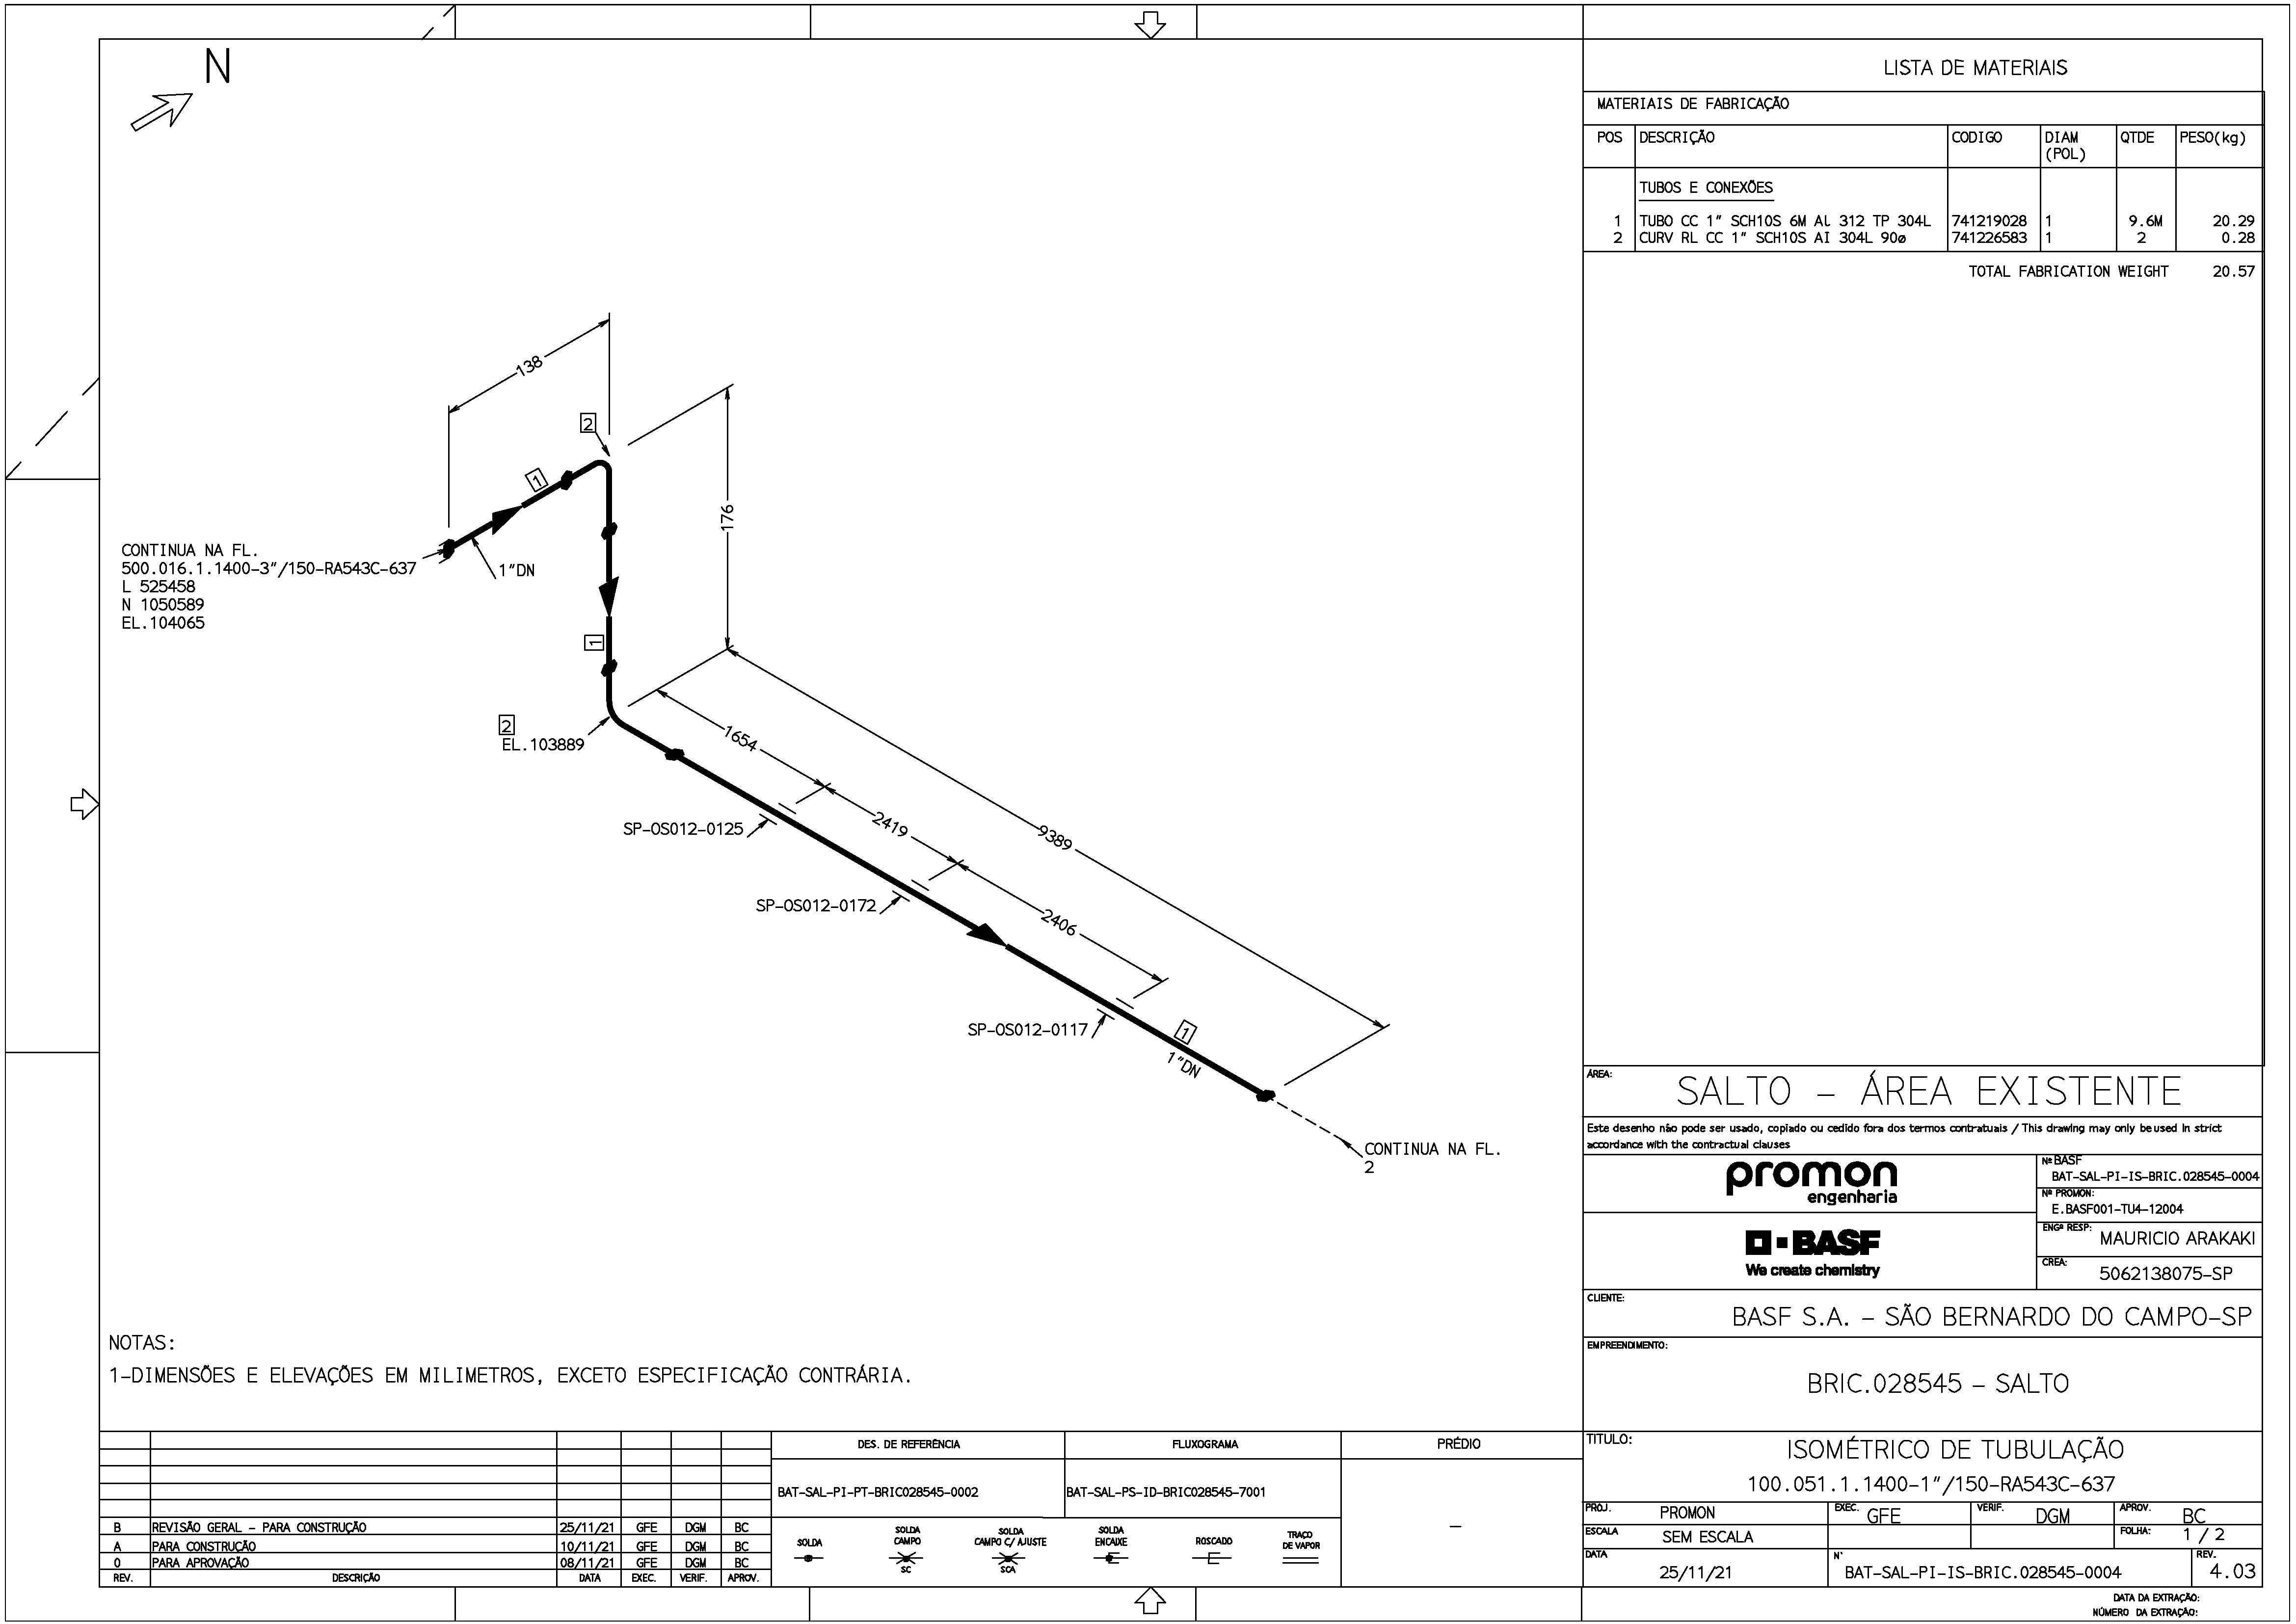 N
LISTA DE MATERIAIS
MATERIAIS DE FABRICAÇÃO
POS DESCRIÇÃO CODIGO DIAM (POL) QTDE PESO(kg)
TUBOS E CONEXÕES
1 TUBO CC 1" SCH10S 6M AI 312 TP 304L 741219028 1 9.6M 20.29
2 CURV RL CC 1" SCH10S AI 304L 90ø 741226583 1 2 0.28
TOTAL FABRICATION WEIGHT 20.57
138
2
1
176
CONTINUA NA FL.
500.016.1.1400-3"/150-RA543C-637
L 525458
N 1050589
EL.104065
1"DN
1
2
EL.103889
1654
2419
9389
2406
SP-OS012-0125
SP-OS012-0172
SP-OS012-0117
1
1"DN
CONTINUA NA FL.
2
NOTAS:
1-DIMENSÕES E ELEVAÇÕES EM MILIMETROS, EXCETO ESPECIFICAÇÃO CONTRÁRIA.
B REVISÃO GERAL - PARA CONSTRUÇÃO 25/11/21 GFE DGM BC
A PARA CONSTRUÇÃO 10/11/21 GFE DGM BC
0 PARA APROVAÇÃO 08/11/21 GFE DGM BC
REV. DESCRIÇÃO DATA EXEC. VERIF. APROV.
DES. DE REFERÊNCIA FLUXOGRAMA PRÉDIO
BAT-SAL-PI-PT-BRIC028545-0002 BAT-SAL-PS-ID-BRIC028545-7001
-
SOLDA
SOLDA CAMPO
SC
SOLDA CAMPO C/ AJUSTE
SCA
SOLDA ENCAIXE
ROSCADO
TRAÇO DE VAPOR
ÁREA:
SALTO - ÁREA EXISTENTE
Este desenho não pode ser usado, copiado ou cedido fora dos termos contratuais / This drawing may only be used in strict
accordance with the contractual clauses
promon
engenharia
BASF
We create chemistry
Nº BASF
BAT-SAL-PI-IS-BRIC.028545-0004
Nº PROMON:
E.BASF001-TU4-12004
ENGº RESP: MAURICIO ARAKAKI
CREA:
5062138075-SP
CLIENTE:
BASF S.A. - SÃO BERNARDO DO CAMPO-SP
EMPREENDIMENTO:
BRIC.028545 - SALTO
TITULO:
ISOMÉTRICO DE TUBULAÇÃO
100.051.1.1400-1"/150-RA543C-637
PROJ. PROMON EXEC. GFE VERIF. DGM APROV. BC
ESCALA SEM ESCALA FOLHA: 1 / 2
DATA 25/11/21 N° BAT-SAL-PI-IS-BRIC.028545-0004 REV. 4.03
DATA DA EXTRAÇÃO:
NÚMERO DA EXTRAÇÃO: